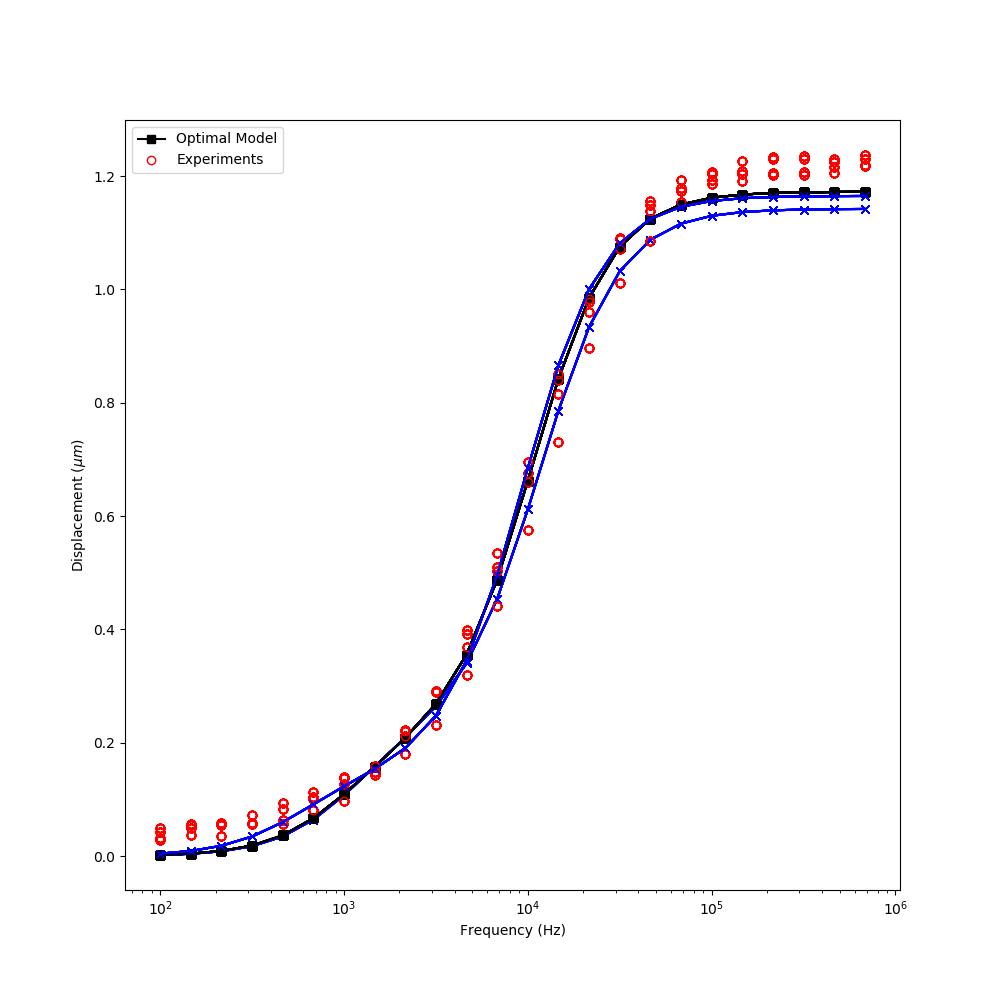 Optimal Model
Experiments
1.2
1.0
0.8
0.6
0.4
0.2
0.0
Displacement (μm)
10² 10³ 10⁴ 10⁵ 10⁶
Frequency (Hz)